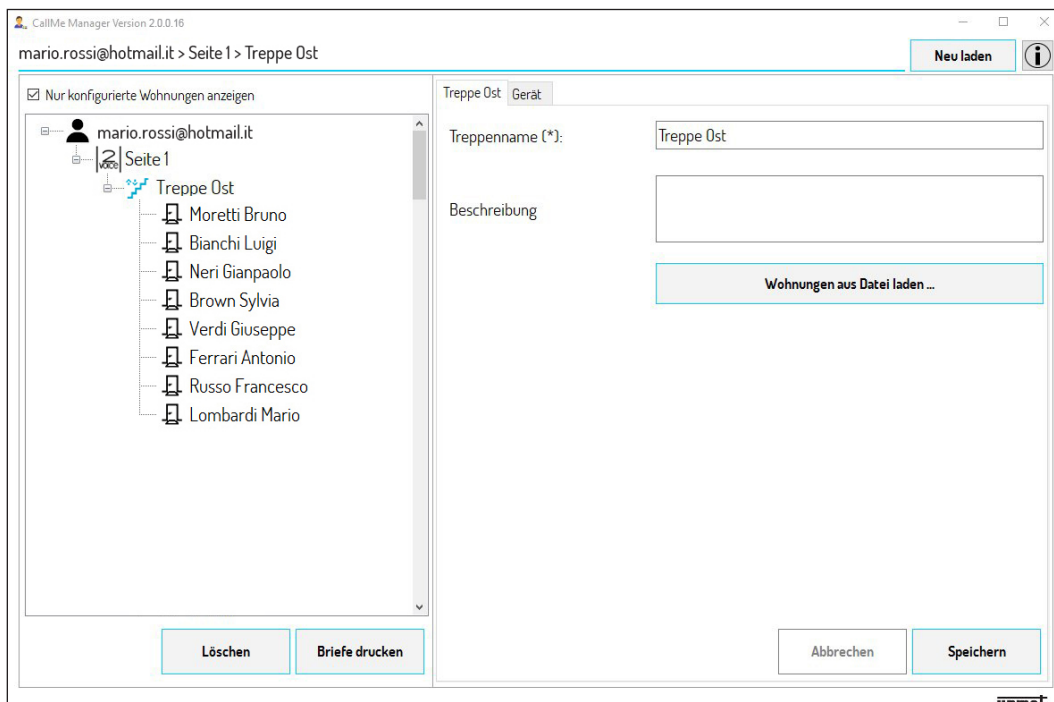 CallMe Manager Version 2.0.0.16
mario.rossi@hotmail.it > Seite 1 > Treppe Ost
Neu laden
Nur konfigurierte Wohnungen anzeigen
mario.rossi@hotmail.it
2 VOICE Seite 1
Treppe Ost
Moretti Bruno
Bianchi Luigi
Neri Gianpaolo
Brown Sylvia
Verdi Giuseppe
Ferrari Antonio
Russo Francesco
Lombardi Mario
Löschen
Briefe drucken
Treppe Ost
Gerät
Treppenname (*):
Treppe Ost
Beschreibung
Wohnungen aus Datei laden ...
Abbrechen
Speichern